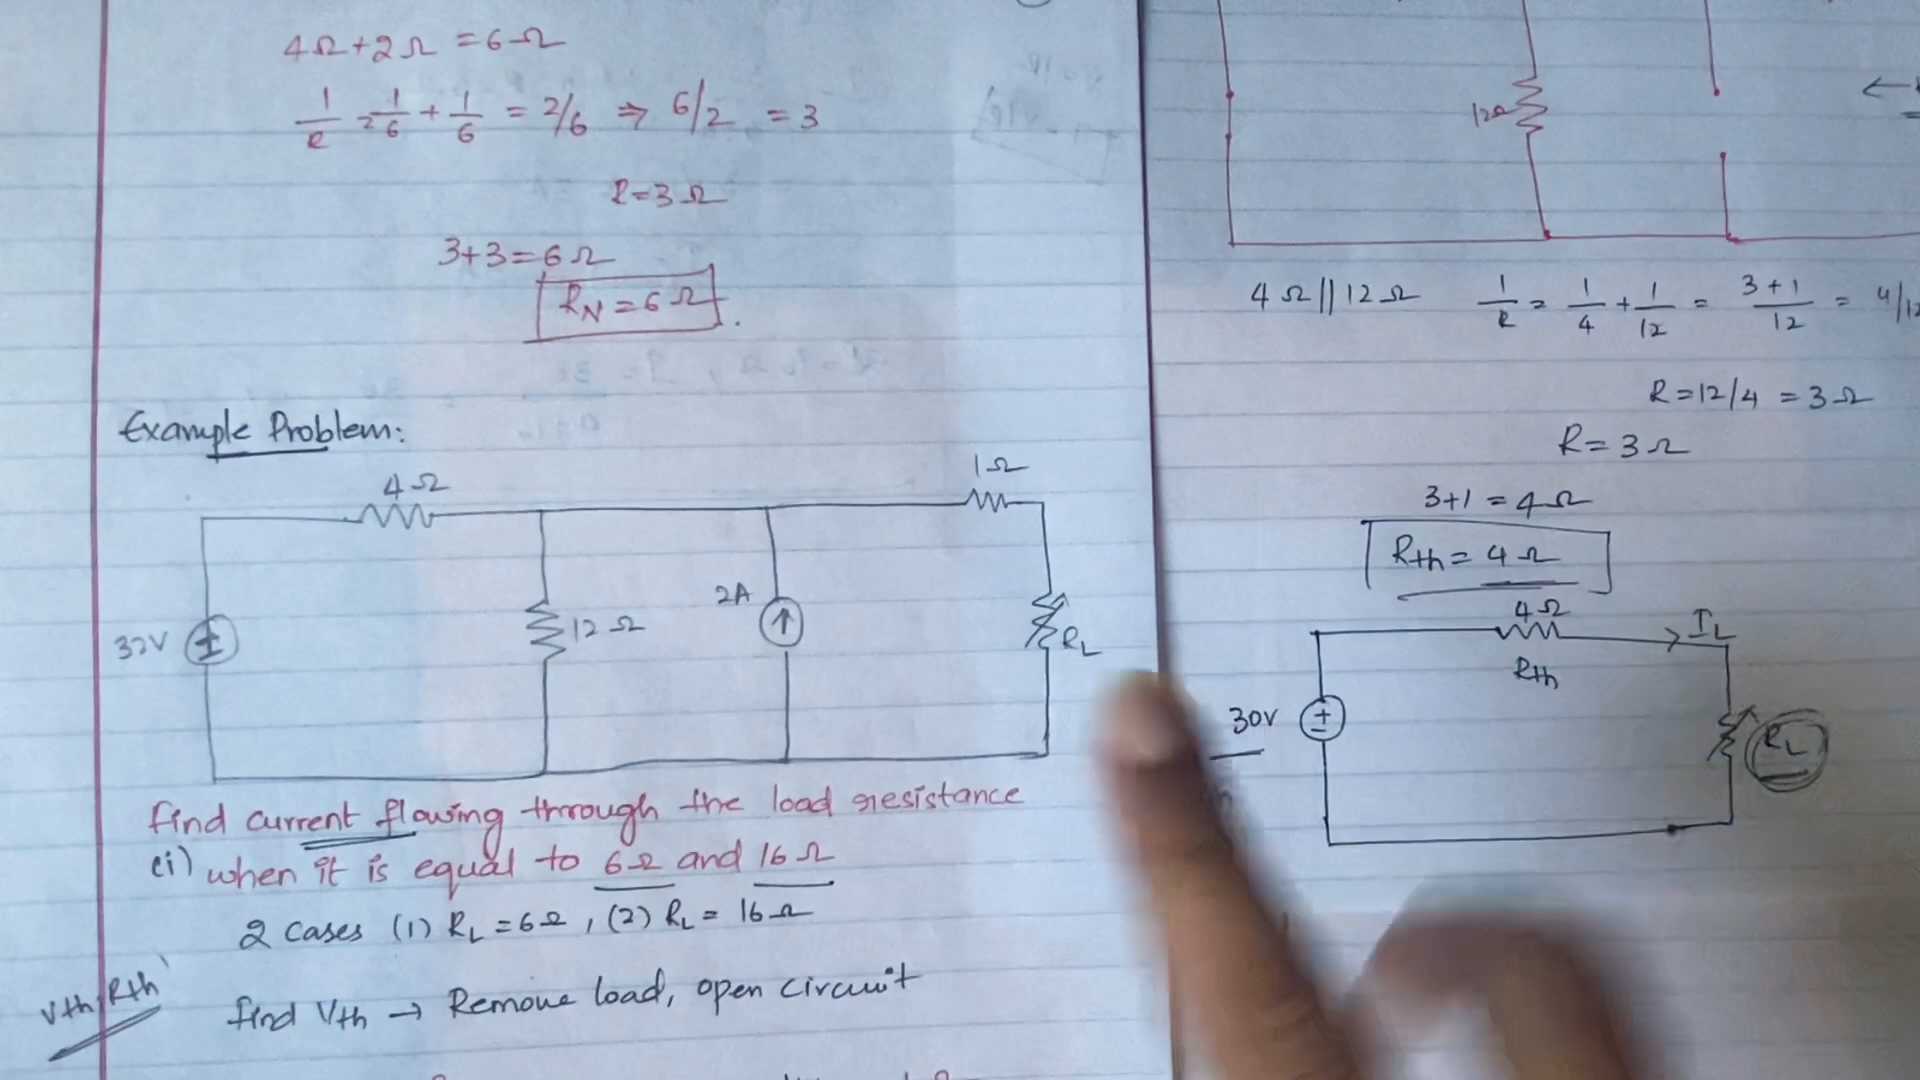 4Ω+2Ω =6Ω
1/R = 1/6 + 1/6 = 2/6 ⇒ 6/2 = 3
R=3Ω
3+3=6Ω
RN=6Ω.
Example Problem:
4Ω
1Ω
32V
12Ω
2A
RL
find current flowing through the load resistance
(i) when it is equal to 6Ω and 16Ω
2 cases (1) RL=6Ω, (2) RL= 16Ω
Vth, Rth
find Vth → Remove load, open circuit
12Ω
4Ω||12Ω 1/R = 1/4 + 1/12 = 3+1/12 = 4/12
R=12/4 =3Ω
R=3Ω
3+1=4Ω
Rth=4Ω
4Ω
IL
Rth
30V
RL